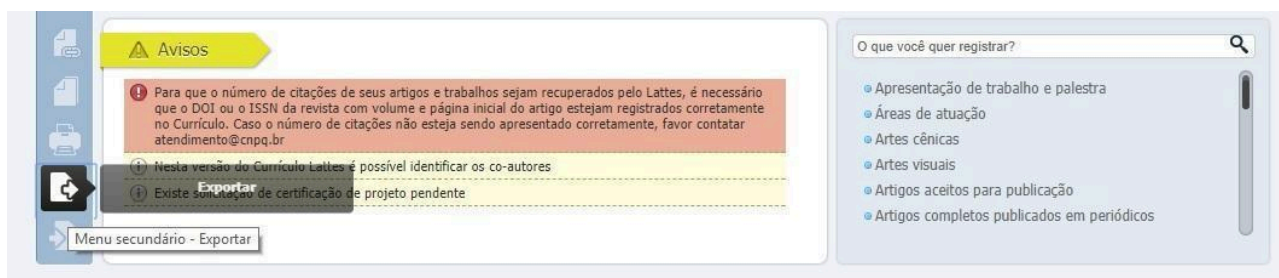 Avisos
Para que o número de citações de seus artigos e trabalhos sejam recuperados pelo Lattes, é necessário
que o DOI ou o ISSN da revista com volume e página inicial do artigo estejam registrados corretamente
no Currículo. Caso o número de citações não esteja sendo apresentado corretamente, favor contatar
atendimento@cnpq.br
Nesta versão do Currículo Lattes é possível identificar os co-autores
Existe solicitação de certificação de projeto pendente
Exportar
Menu secundário - Exportar
O que você quer registrar?
Apresentação de trabalho e palestra
Áreas de atuação
Artes cênicas
Artes visuais
Artigos aceitos para publicação
Artigos completos publicados em periódicos